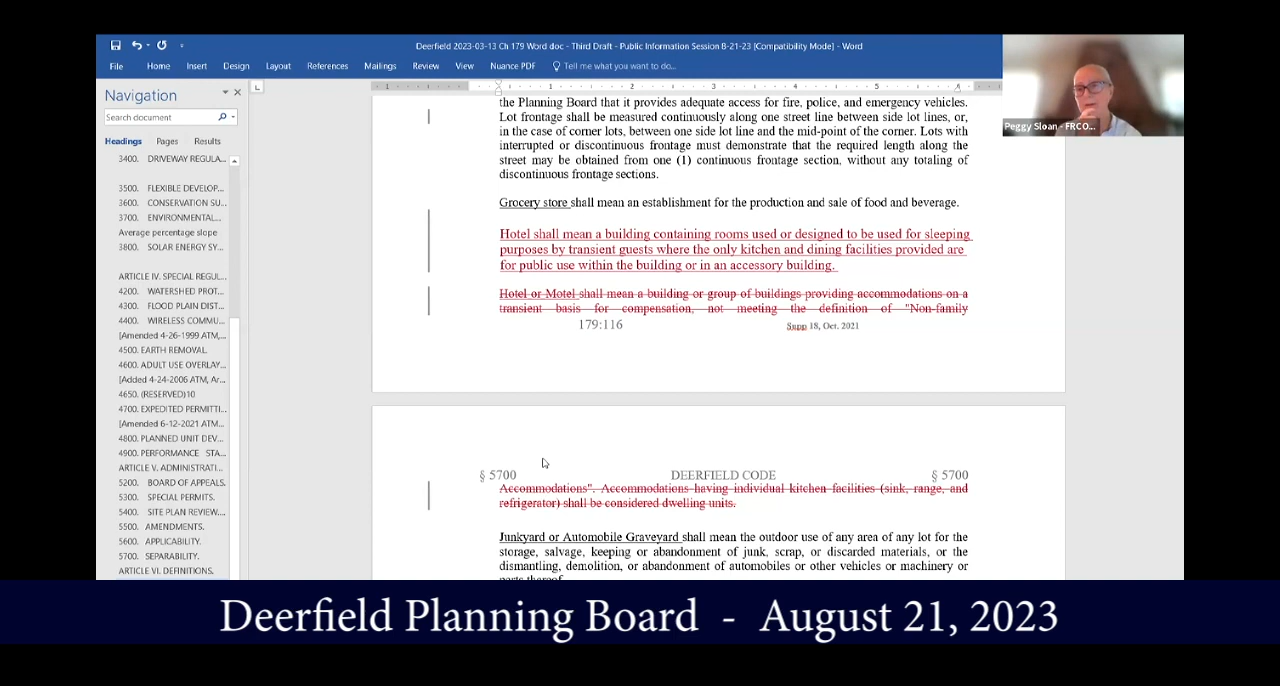 Deerfield 2023-03-13 Ch 179 Word doc - Third Draft - Public Information Session 8-21-23 [Compatibility Mode] - Word
File Home Insert Design Layout References Mailings Review View Nuance PDF Tell me what you want to do...
Peggy Sloan - FRCO...
Navigation
Search document
Headings Pages Results
3400. DRIVEWAY REGULA...
3500. FLEXIBLE DEVELOP...
3600. CONSERVATION SU...
3700. ENVIRONMENTAL...
Average percentage slope
3800. SOLAR ENERGY SY...
ARTICLE IV. SPECIAL REGUL...
4200. WATERSHED PROT...
4300. FLOOD PLAIN DIST...
4400. WIRELESS COMMU...
[Amended 4-26-1999 ATM,...
4500. EARTH REMOVAL.
4600. ADULT USE OVERLAY...
[Added 4-24-2006 ATM, Ar...
4650. (RESERVED)10
4700. EXPEDITED PERMITTI...
[Amended 6-12-2021 ATM...
4800. PLANNED UNIT DEV...
4900. PERFORMANCE STA...
ARTICLE V. ADMINISTRATI...
5200. BOARD OF APPEALS.
5300. SPECIAL PERMITS.
5400. SITE PLAN REVIEW....
5500. AMENDMENTS.
5600. APPLICABILITY.
5700. SEPARABILITY.
ARTICLE VI. DEFINITIONS.
1 1 2 3 4 5 6
the Planning Board that it provides adequate access for fire, police, and emergency vehicles.
Lot frontage shall be measured continuously along one street line between side lot lines, or,
in the case of corner lots, between one side lot line and the mid-point of the corner. Lots with
interrupted or discontinuous frontage must demonstrate that the required length along the
street may be obtained from one (1) continuous frontage section, without any totaling of
discontinuous frontage sections.
Grocery store shall mean an establishment for the production and sale of food and beverage.
Hotel shall mean a building containing rooms used or designed to be used for sleeping
purposes by transient guests where the only kitchen and dining facilities provided are
for public use within the building or in an accessory building.
Hotel or Motel shall mean a building or group of buildings providing accommodations on a
transient basis for compensation, not meeting the definition of "Non-family
179:116 Supp 18, Oct. 2021
§ 5700 DEERFIELD CODE § 5700
Accommodations". Accommodations having individual kitchen facilities (sink, range, and
refrigerator) shall be considered dwelling units.
Junkyard or Automobile Graveyard shall mean the outdoor use of any area of any lot for the
storage, salvage, keeping or abandonment of junk, scrap, or discarded materials, or the
dismantling, demolition, or abandonment of automobiles or other vehicles or machinery or
parts thereof.
Deerfield Planning Board - August 21, 2023